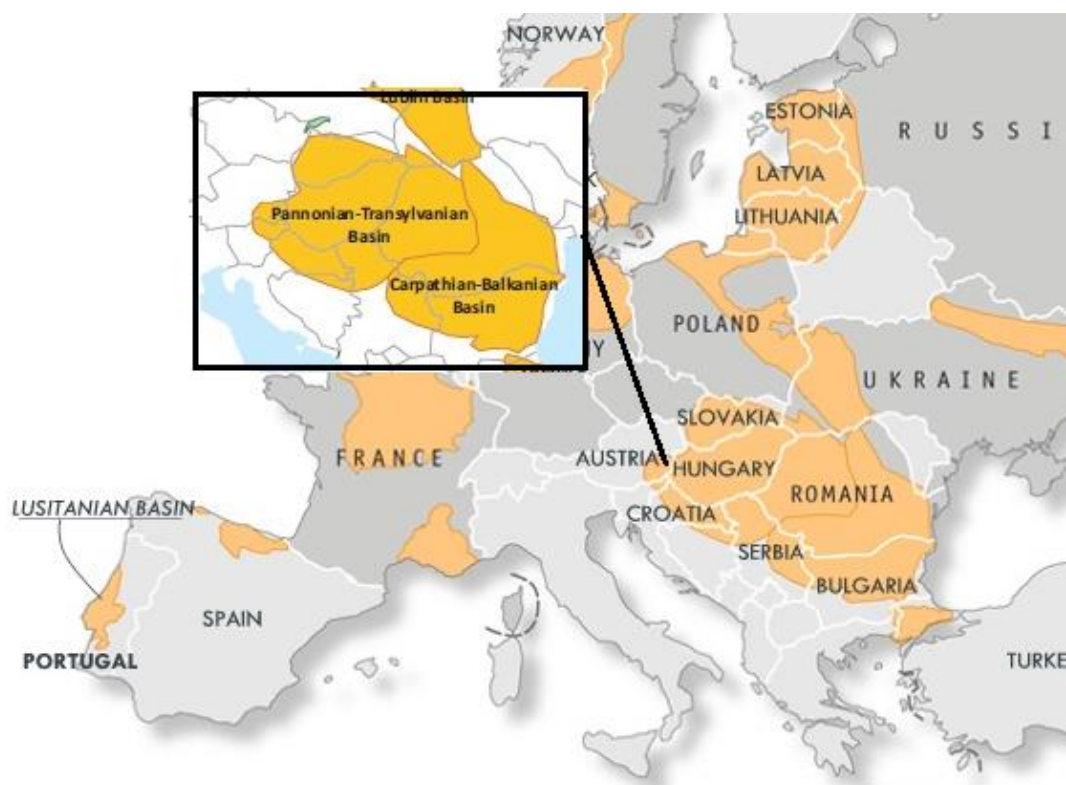 NORWAY
Lublin Basin
ESTONIA
R U S S I
LATVIA
Pannonian-Transylvanian
Basin
LITHUANIA
Carpathian-Balkanian
Basin
POLAND
UKRAINE
SLOVAKIA
FRANCE
AUSTRIA
HUNGARY
ROMANIA
LUSITANIAN BASIN
CROATIA
SERBIA
BULGARIA
SPAIN
PORTUGAL
TURKE